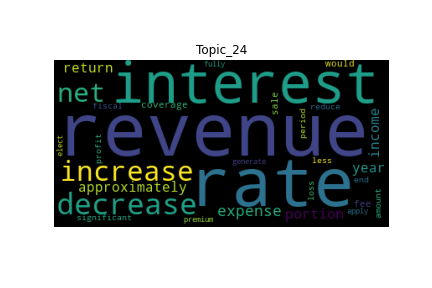 Topic_24
return
fully
would
net
interest
fiscal
coverage
sale
reduce
revenue
period
income
elect
profit
increase
generate
less
year
approximately
rate
end
decrease
expense
portion
loss
fee
apply
amount
significant
premium